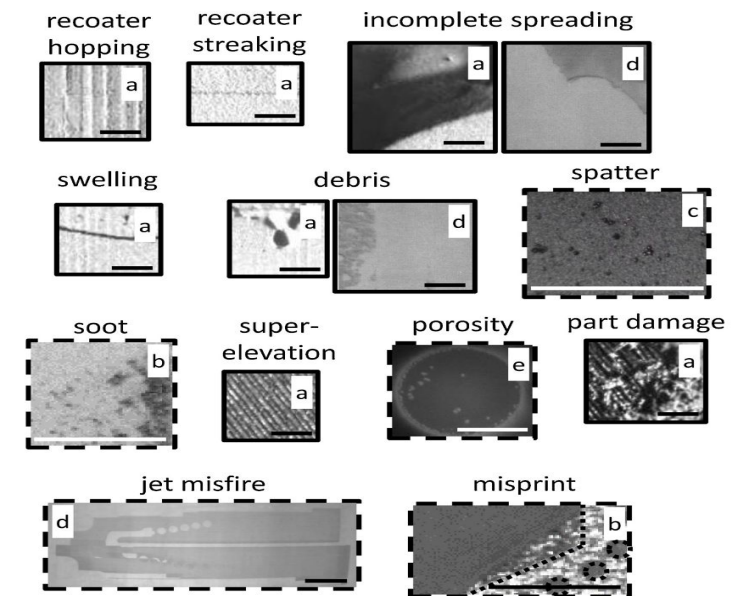 recoater
hopping
recoater
streaking
incomplete spreading
a
a
a
d
swelling
debris
spatter
a
a
d
c
soot
super-
elevation
porosity
part damage
b
a
e
a
jet misfire
misprint
d
b